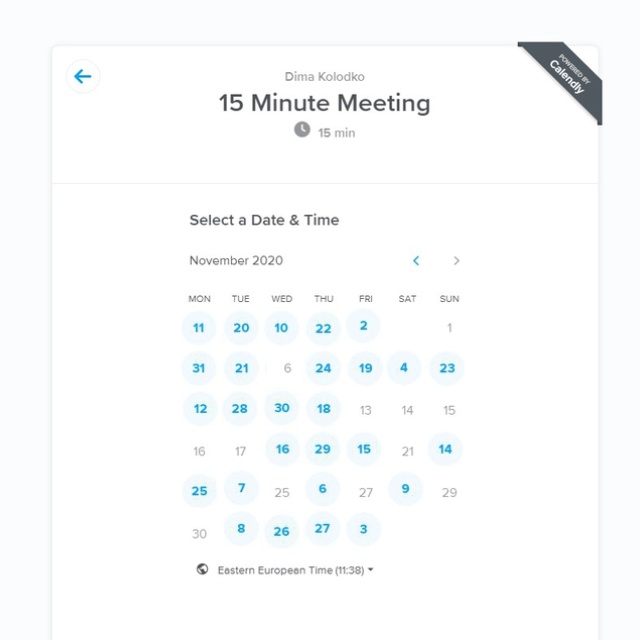 POWERED BY
Calendly
Dima Kolodko
15 Minute Meeting
15 min
Select a Date & Time
November 2020
MON TUE WED THU FRI SAT SUN
11 20 10 22 2 1
31 21 6 24 19 4 23
12 28 30 18 13 14 15
16 17 16 29 15 21 14
25 7 25 6 27 9 29
30 8 26 27 3
Eastern European Time (11:38)